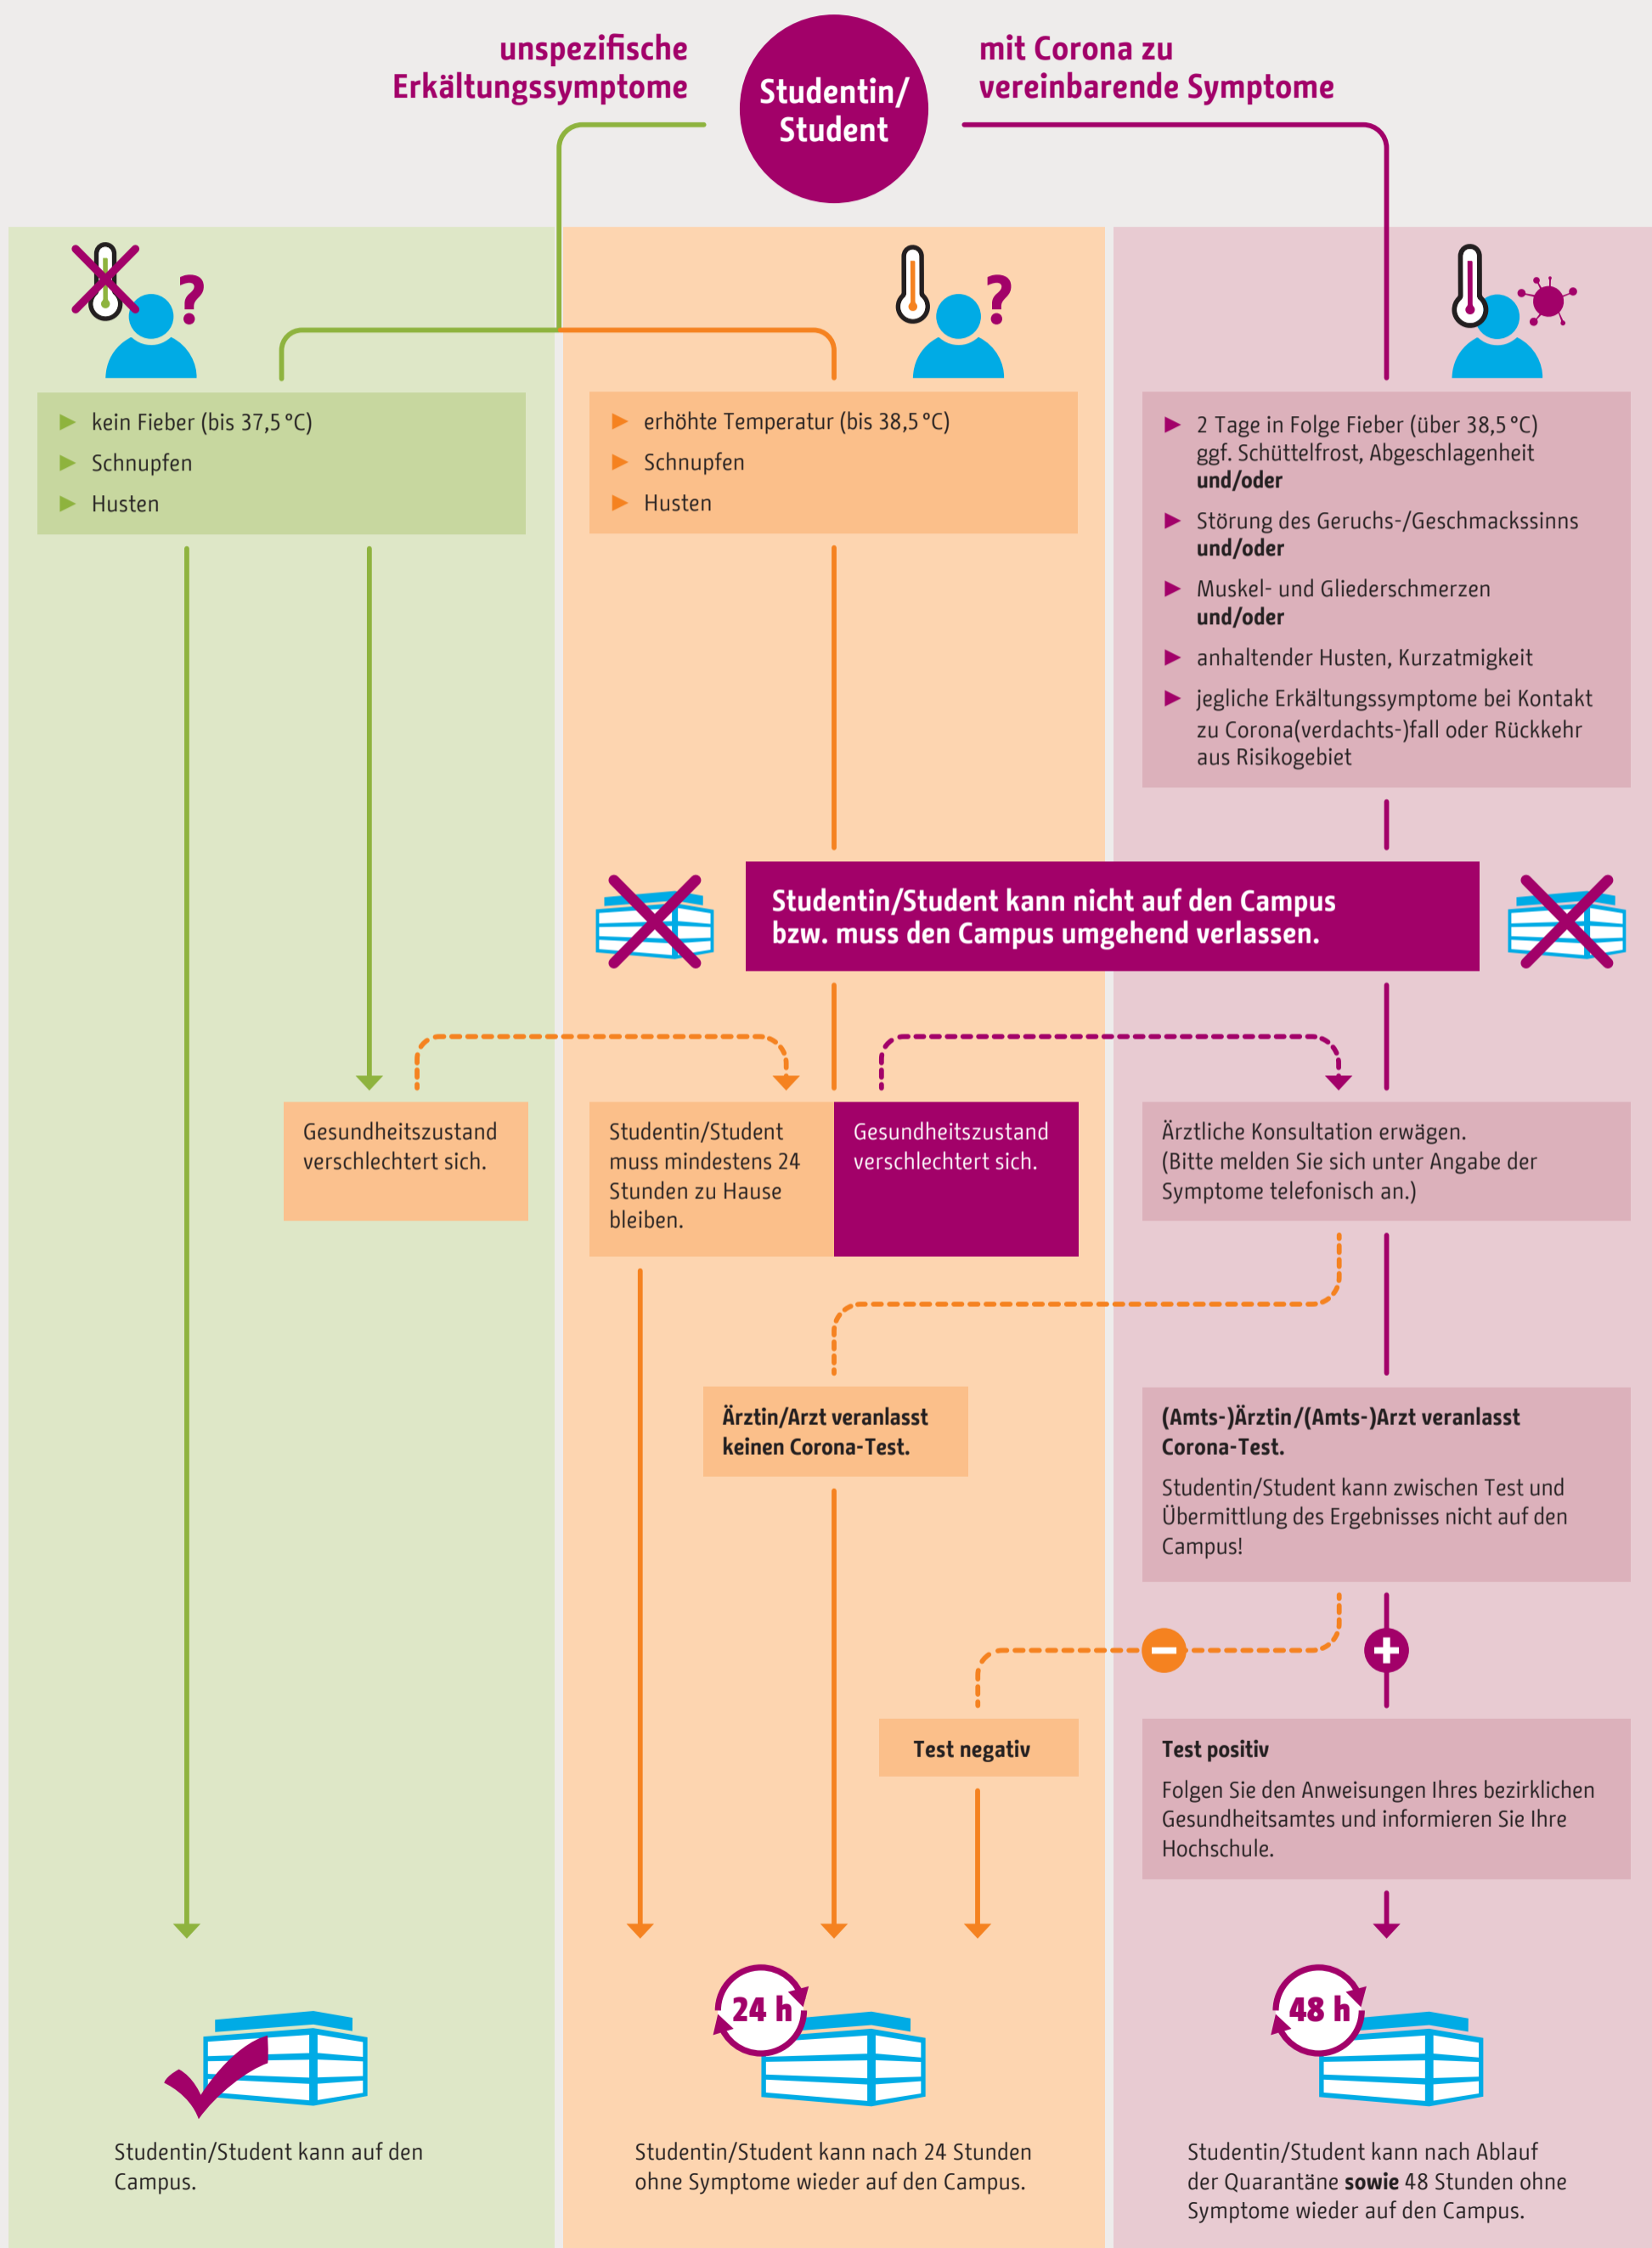 unspezifische
Erkältungssymptome
Studentin/
Student
mit Corona zu
vereinbarende Symptome
?
?
kein Fieber (bis 37,5 °C)
Schnupfen
Husten
erhöhte Temperatur (bis 38,5 °C)
Schnupfen
Husten
2 Tage in Folge Fieber (über 38,5 °C)
ggf. Schüttelfrost, Abgeschlagenheit
und/oder
Störung des Geruchs-/Geschmackssinns
und/oder
Muskel- und Gliederschmerzen
und/oder
anhaltender Husten, Kurzatmigkeit
jegliche Erkältungssymptome bei Kontakt
zu Corona(verdachts-)fall oder Rückkehr
aus Risikogebiet
Studentin/Student kann nicht auf den Campus
bzw. muss den Campus umgehend verlassen.
Gesundheitszustand
verschlechtert sich.
Studentin/Student
muss mindestens 24
Stunden zu Hause
bleiben.
Gesundheitszustand
verschlechtert sich.
Ärztliche Konsultation erwägen.
(Bitte melden Sie sich unter Angabe der
Symptome telefonisch an.)
Ärztin/Arzt veranlasst
keinen Corona-Test.
(Amts-)Ärztin/(Amts-)Arzt veranlasst
Corona-Test.
Studentin/Student kann zwischen Test und
Übermittlung des Ergebnisses nicht auf den
Campus!
Test negativ
Test positiv
Folgen Sie den Anweisungen Ihres bezirklichen
Gesundheitsamtes und informieren Sie Ihre
Hochschule.
24 h
48 h
Studentin/Student kann auf den
Campus.
Studentin/Student kann nach 24 Stunden
ohne Symptome wieder auf den Campus.
Studentin/Student kann nach Ablauf
der Quarantäne sowie 48 Stunden ohne
Symptome wieder auf den Campus.